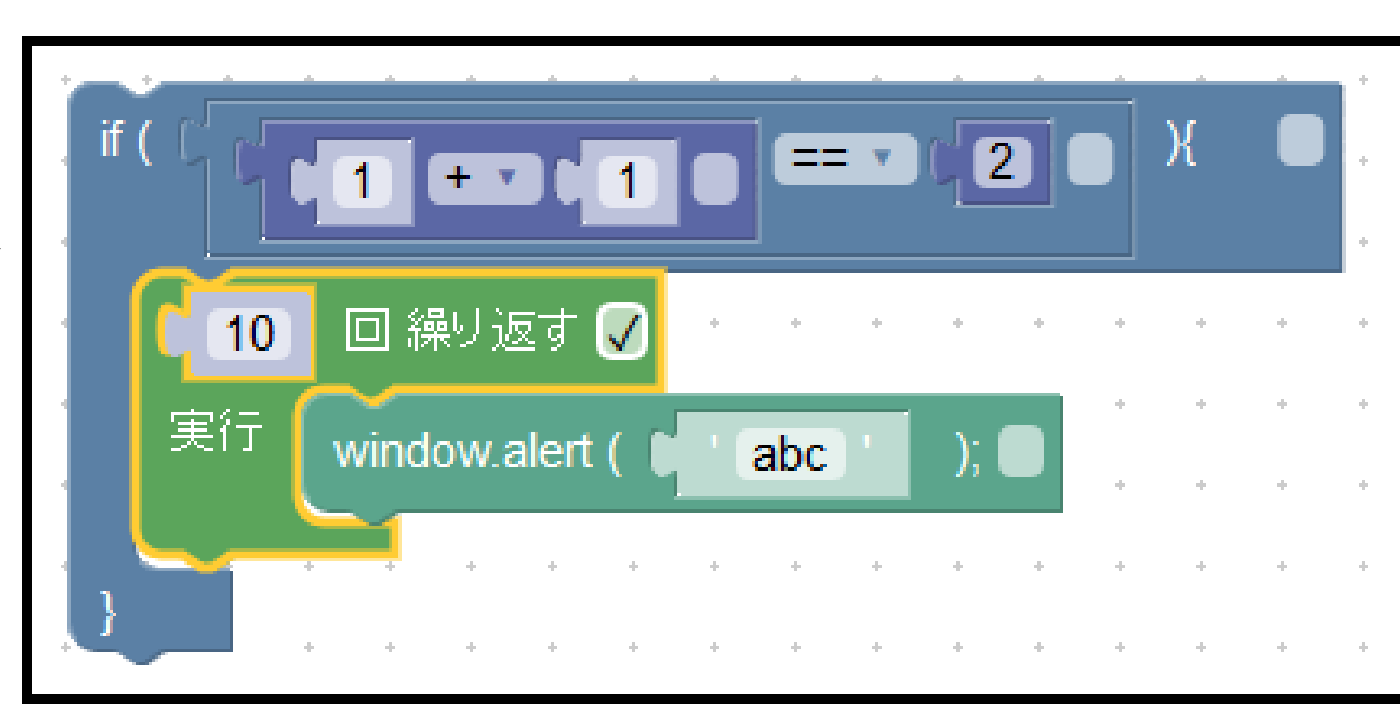 if ( 1 + ▼ 1 == ▼ 2 ){
10 回 繰り返す ✓
実行 window.alert ( ' abc ' );
}